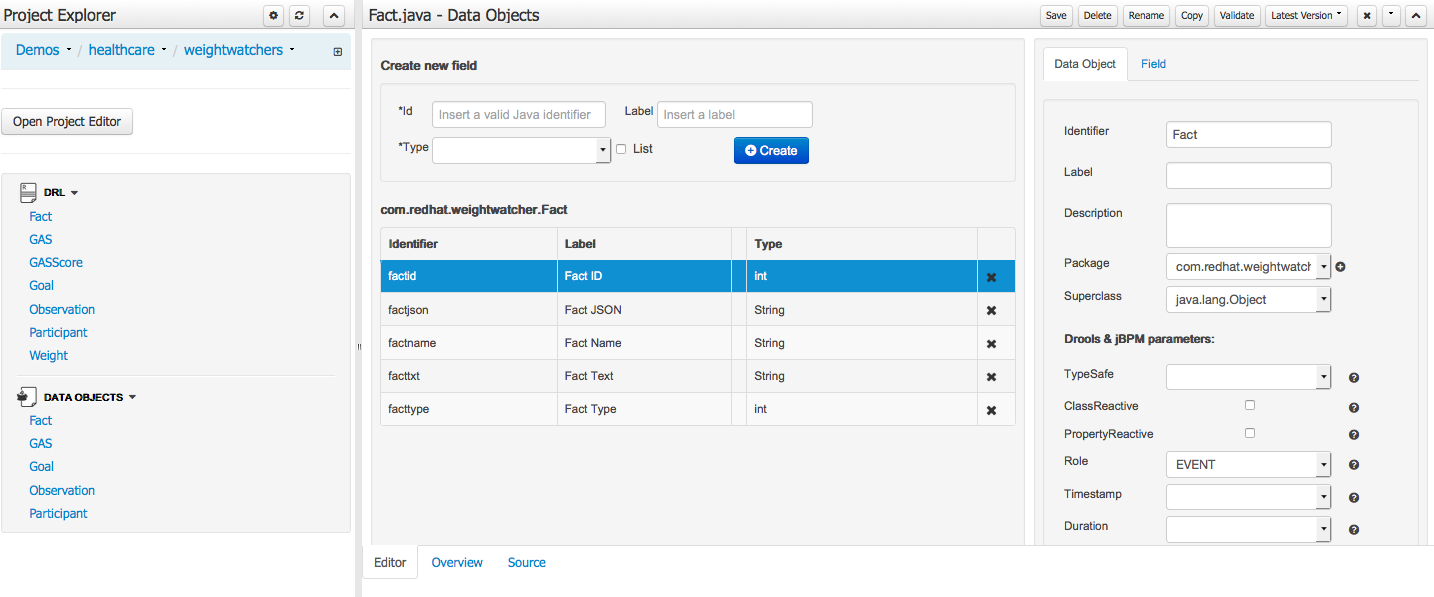 Project Explorer
Demos / healthcare / weightwatchers
Open Project Editor
DRL
Fact
GAS
GASScore
Goal
Observation
Participant
Weight
DATA OBJECTS
Fact
GAS
Goal
Observation
Participant
Fact.java - Data Objects
Save Delete Rename Copy Validate Latest Version
Create new field
*Id Insert a valid Java identifier Label Insert a label
*Type List Create
com.redhat.weightwatcher.Fact
Identifier Label Type
factid Fact ID int
factjson Fact JSON String
factname Fact Name String
facttxt Fact Text String
facttype Fact Type int
Editor Overview Source
Data Object Field
Identifier Fact
Label
Description
Package com.redhat.weightwatch
Superclass java.lang.Object
Drools & jBPM parameters:
TypeSafe
ClassReactive
PropertyReactive
Role EVENT
Timestamp
Duration